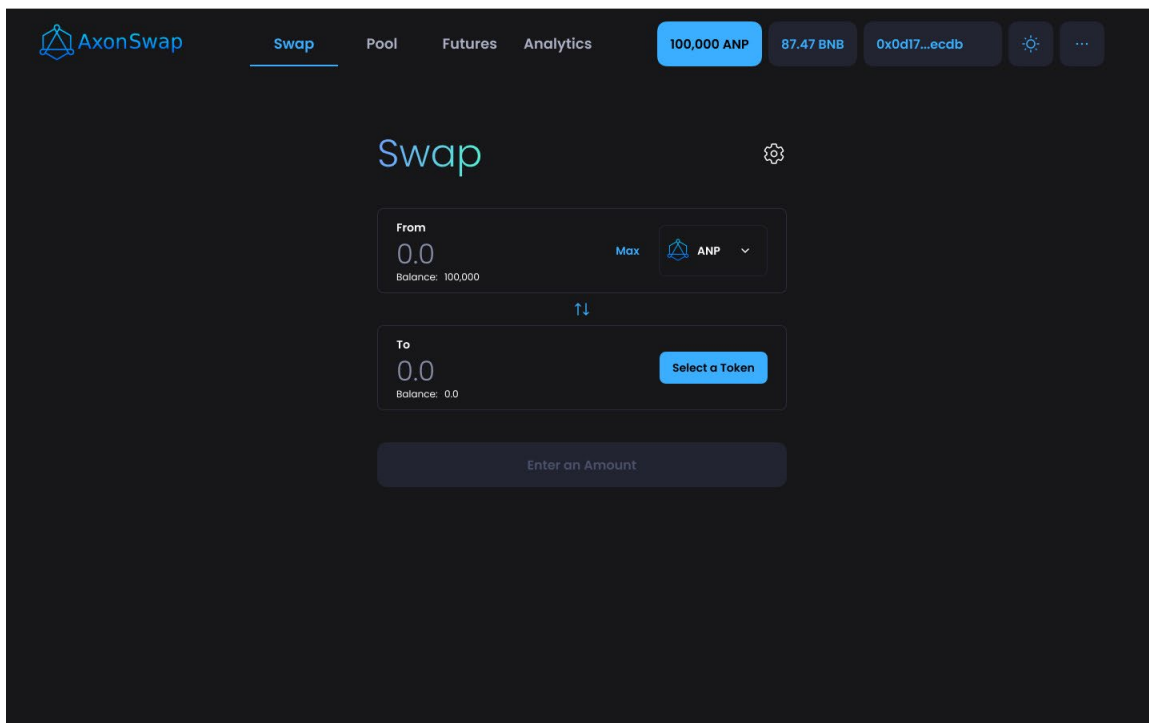 AxonSwap Swap Pool Futures Analytics 100,000 ANP 87.47 BNB 0x0d17...ecdb ...
Swap
From
0.0 Max ANP
Balance: 100,000
To
0.0 Select a Token
Balance: 0.0
Enter an Amount